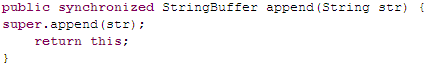 public synchronized StringBuffer append(String str) {
super.append(str);
    return this;
}